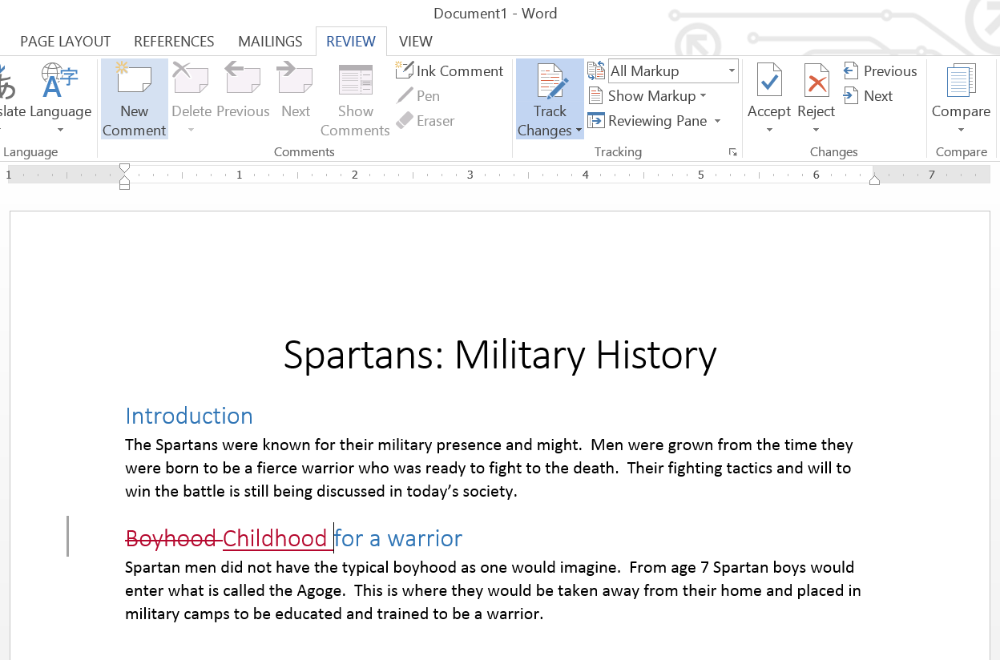 Document1 - Word
PAGE LAYOUT REFERENCES MAILINGS REVIEW VIEW
あ 字 A Ink Comment All Markup Previous
Pen Show Markup Next
slate Language New Comment Delete Previous Next Show Comments Eraser Track Changes Reviewing Pane Accept Reject Compare
Language Comments Tracking Changes Compare
1 1 2 3 4 5 6 7
Spartans: Military History
Introduction
The Spartans were known for their military presence and might. Men were grown from the time they
were born to be a fierce warrior who was ready to fight to the death. Their fighting tactics and will to
win the battle is still being discussed in today’s society.
Boyhood Childhood for a warrior
Spartan men did not have the typical boyhood as one would imagine. From age 7 Spartan boys would
enter what is called the Agoge. This is where they would be taken away from their home and placed in
military camps to be educated and trained to be a warrior.